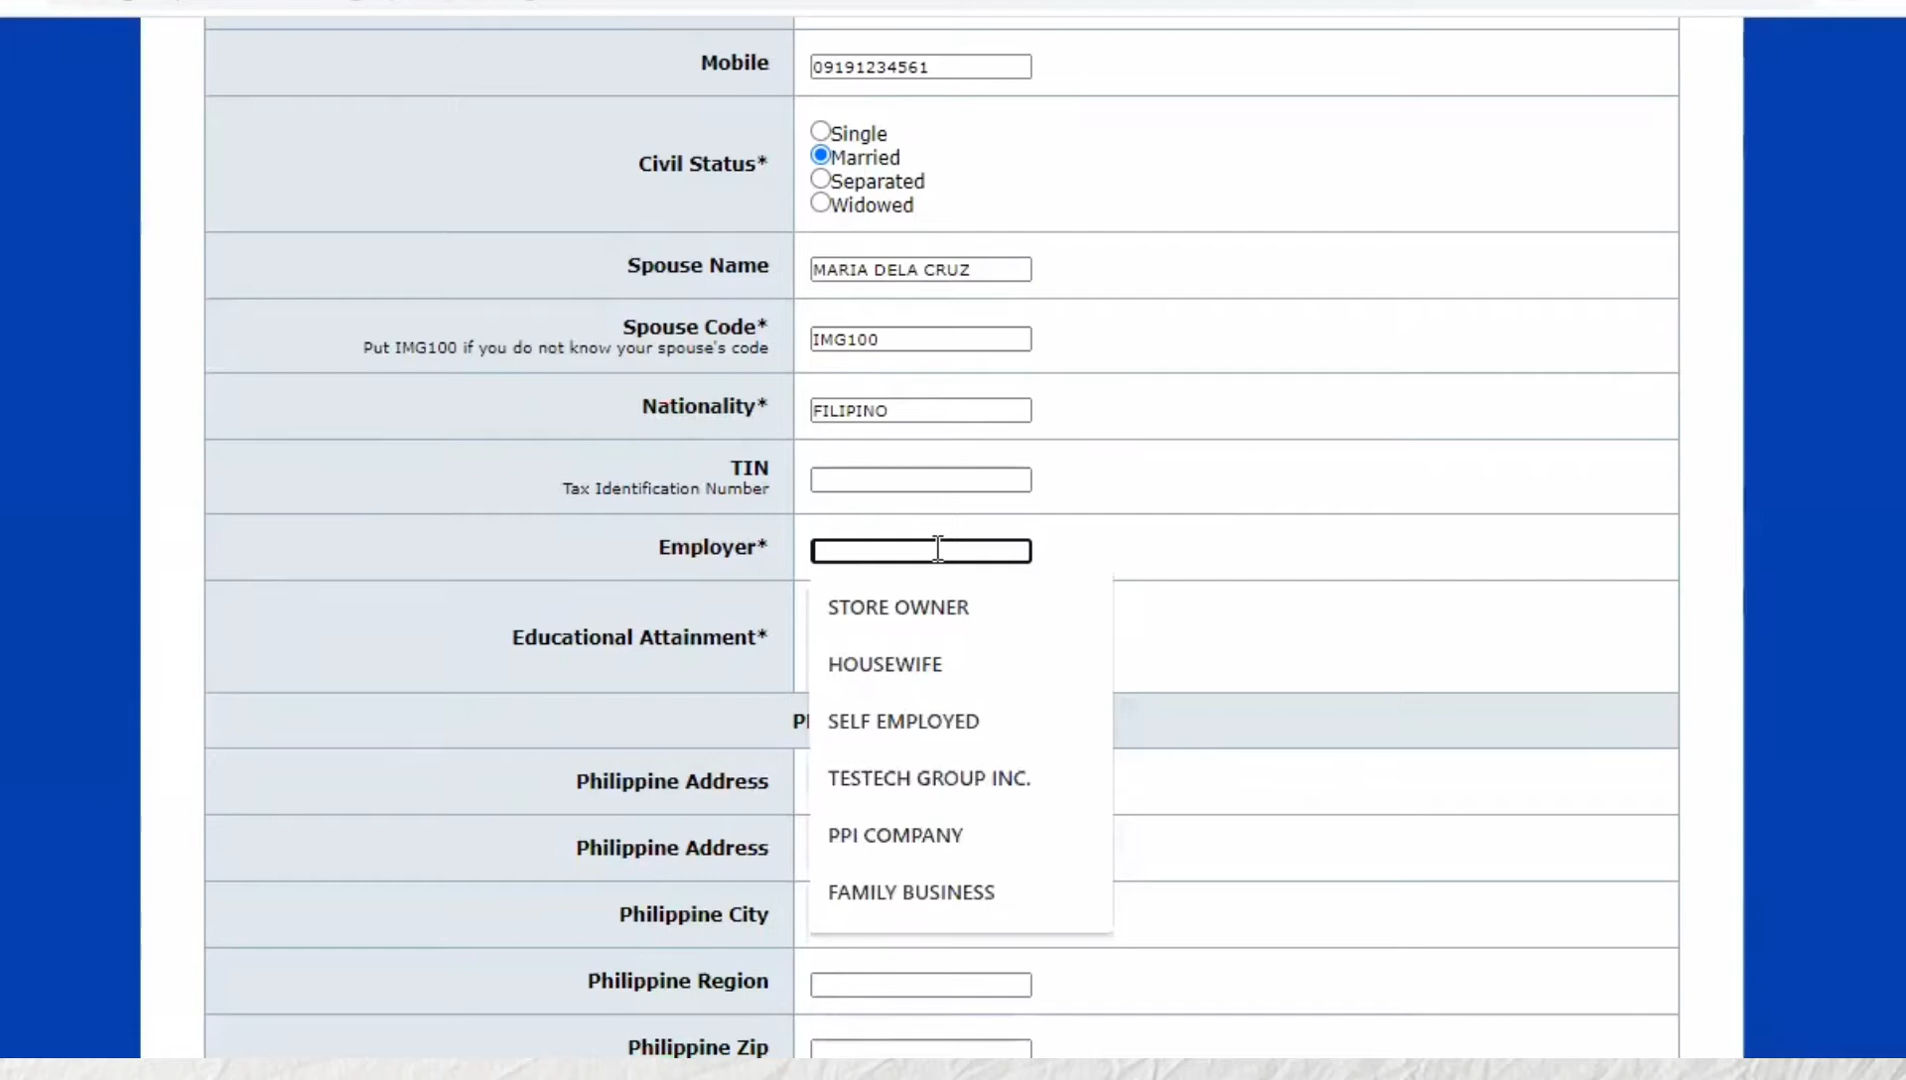 Mobile
09191234561
Civil Status*
Single
Married
Separated
Widowed
Spouse Name
MARIA DELA CRUZ
Spouse Code*
Put IMG100 if you do not know your spouse's code
IMG100
Nationality*
FILIPINO
TIN
Tax Identification Number
Employer*
STORE OWNER
HOUSEWIFE
SELF EMPLOYED
TESTECH GROUP INC.
PPI COMPANY
FAMILY BUSINESS
Educational Attainment*
Philippine Address
Philippine Address
Philippine City
Philippine Region
Philippine Zip